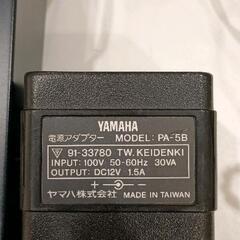 YAMAHA
電源アダプター MODEL: PA-5B
91-33780 TW. KEIDENKI
INPUT: 100V 50-60Hz 30VA
OUTPUT: DC12V 1.5A
ヤマハ株式会社 MADE IN TAIWAN